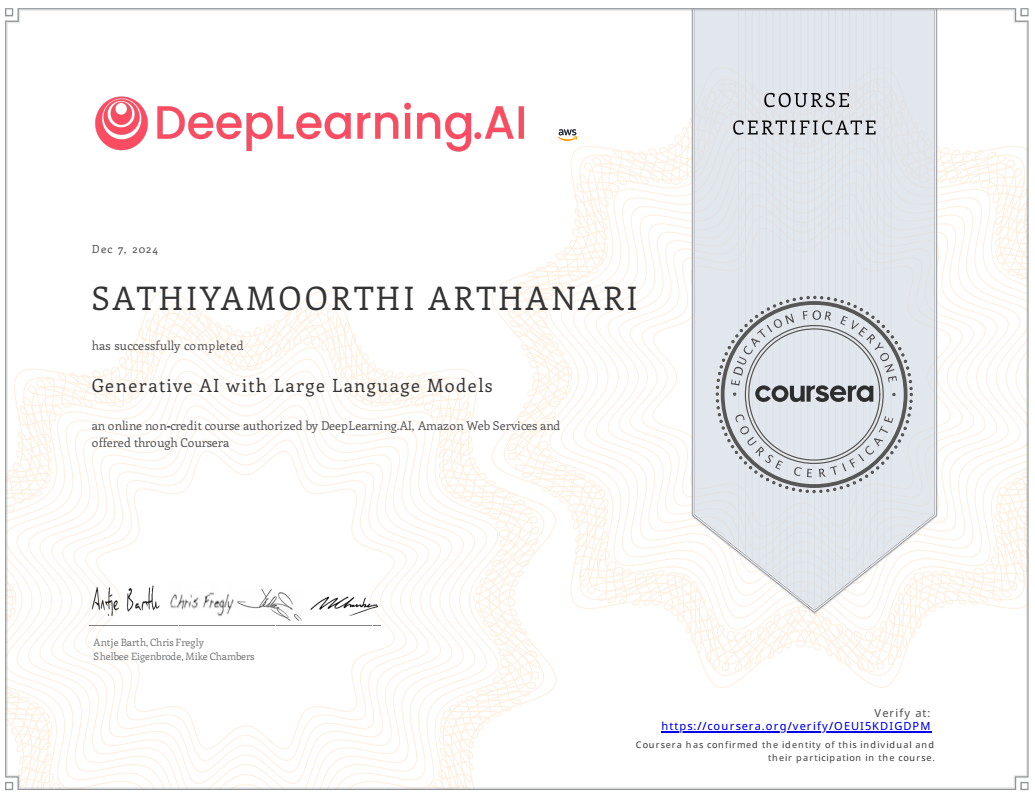 DeepLearning.AI
aws
COURSE
CERTIFICATE
Dec 7, 2024
SATHIYAMOORTHI ARTHANARI
has successfully completed
Generative AI with Large Language Models
an online non-credit course authorized by DeepLearning.AI, Amazon Web Services and
offered through Coursera
EDUCATION FOR EVERYONE
coursera
COURSE CERTIFICATE
Antje Barth Chris Fregly
Antje Barth, Chris Fregly
Shelbee Eigenbrode, Mike Chambers
Verify at:
https://coursera.org/verify/OEUI5KDIGDPM
Coursera has confirmed the identity of this individual and
their participation in the course.